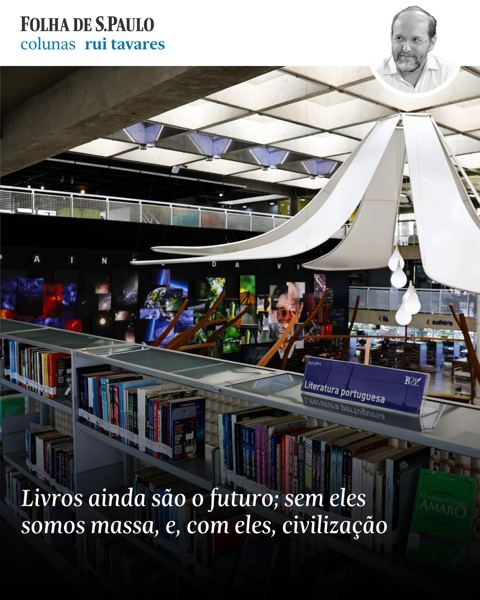 FOLHA DE S.PAULO
colunas rui tavares
Literatura portuguesa
AMARO
Livros ainda são o futuro; sem eles
somos massa, e, com eles, civilização